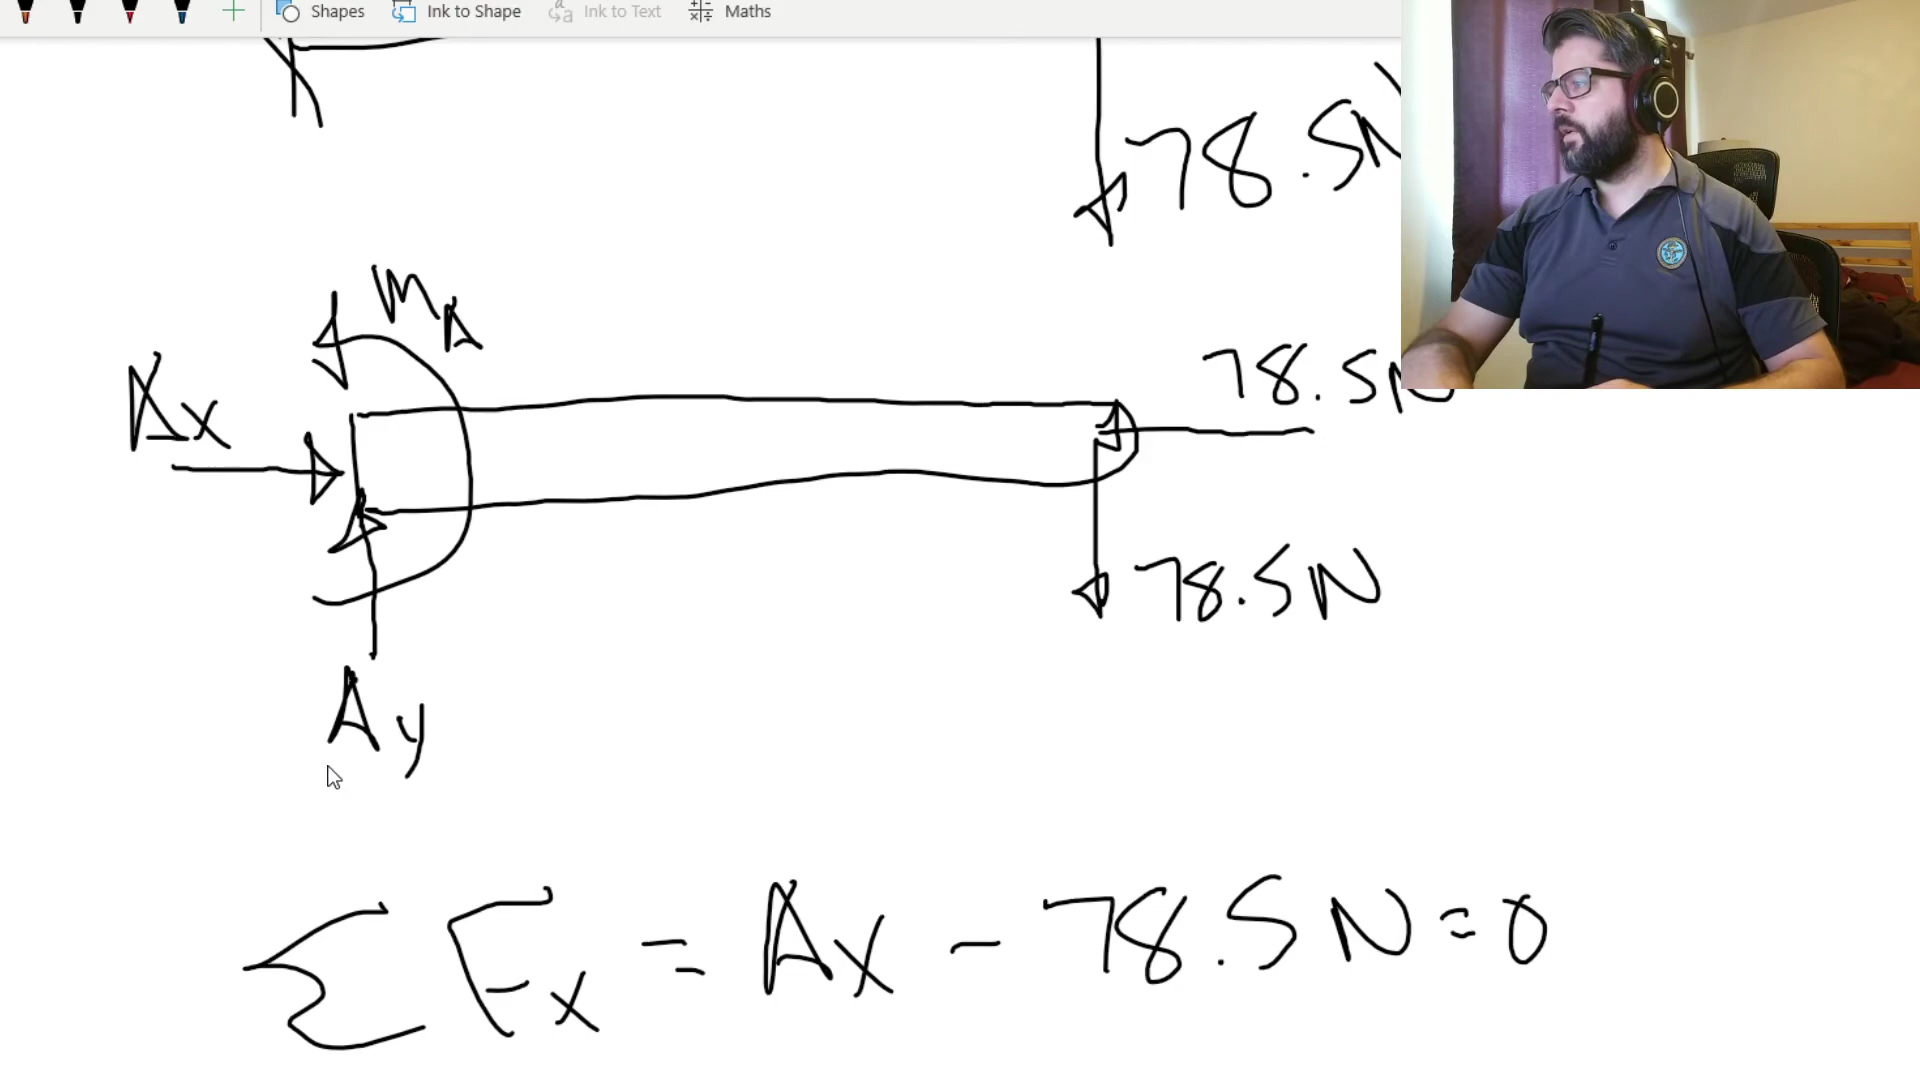 Shapes Ink to Shape Ink to Text Maths
78.5N
MA
Ax
78.5N
78.5N
Ay
ΣFx = Ax - 78.5N = 0